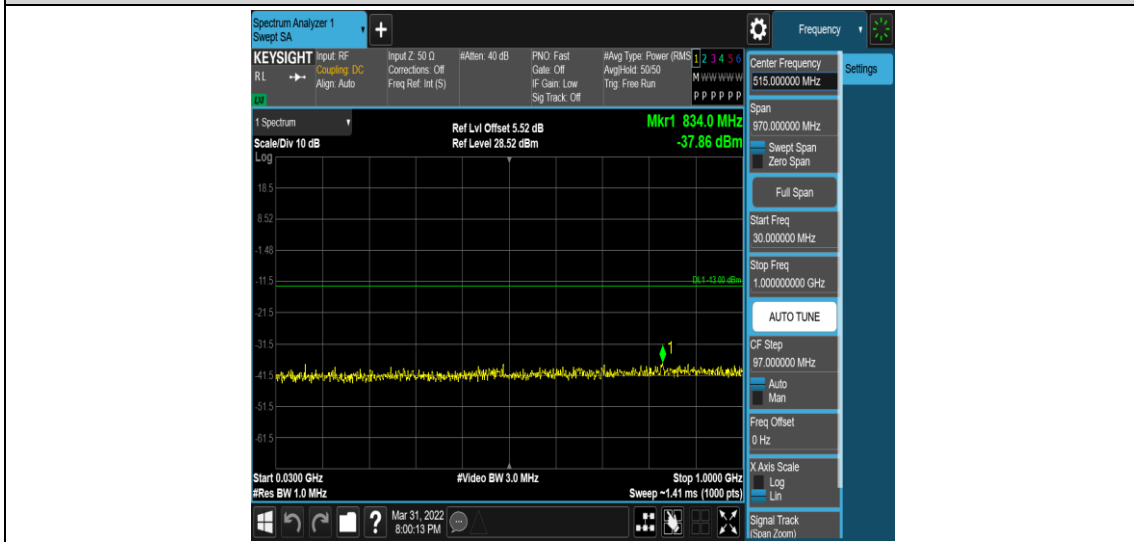 Spectrum Analyzer 1
Swept SA
+
Frequency
KEYSIGHT
RL
Input: RF
Coupling: DC
Align: Auto
Input Z: 50 Ω
Corrections: Off
Freq Ref: Int (S)
#Atten: 40 dB
PNO: Fast
Gate: Off
IF Gain: Low
Sig Track: Off
#Avg Type: Power (RMS
Avg|Hold: 50/50
Trig: Free Run
1 2 3 4 5 6
M W W W W W
P P P P P P
1 Spectrum
Scale/Div 10 dB
Log
Ref Lvl Offset 5.52 dB
Ref Level 28.52 dBm
Mkr1 834.0 MHz
-37.86 dBm
18.5
8.52
-1.48
-11.5
DL1 -13.00 dBm
-21.5
-31.5
1
-41.5
-51.5
-61.5
Start 0.0300 GHz
#Res BW 1.0 MHz
#Video BW 3.0 MHz
Stop 1.0000 GHz
Sweep ~1.41 ms (1000 pts)
?
Mar 31, 2022
8:00:13 PM
Center Frequency
515.000000 MHz
Settings
Span
970.000000 MHz
Swept Span
Zero Span
Full Span
Start Freq
30.000000 MHz
Stop Freq
1.000000000 GHz
AUTO TUNE
CF Step
97.000000 MHz
Auto
Man
Freq Offset
0 Hz
X Axis Scale
Log
Lin
Signal Track
(Span Zoom)